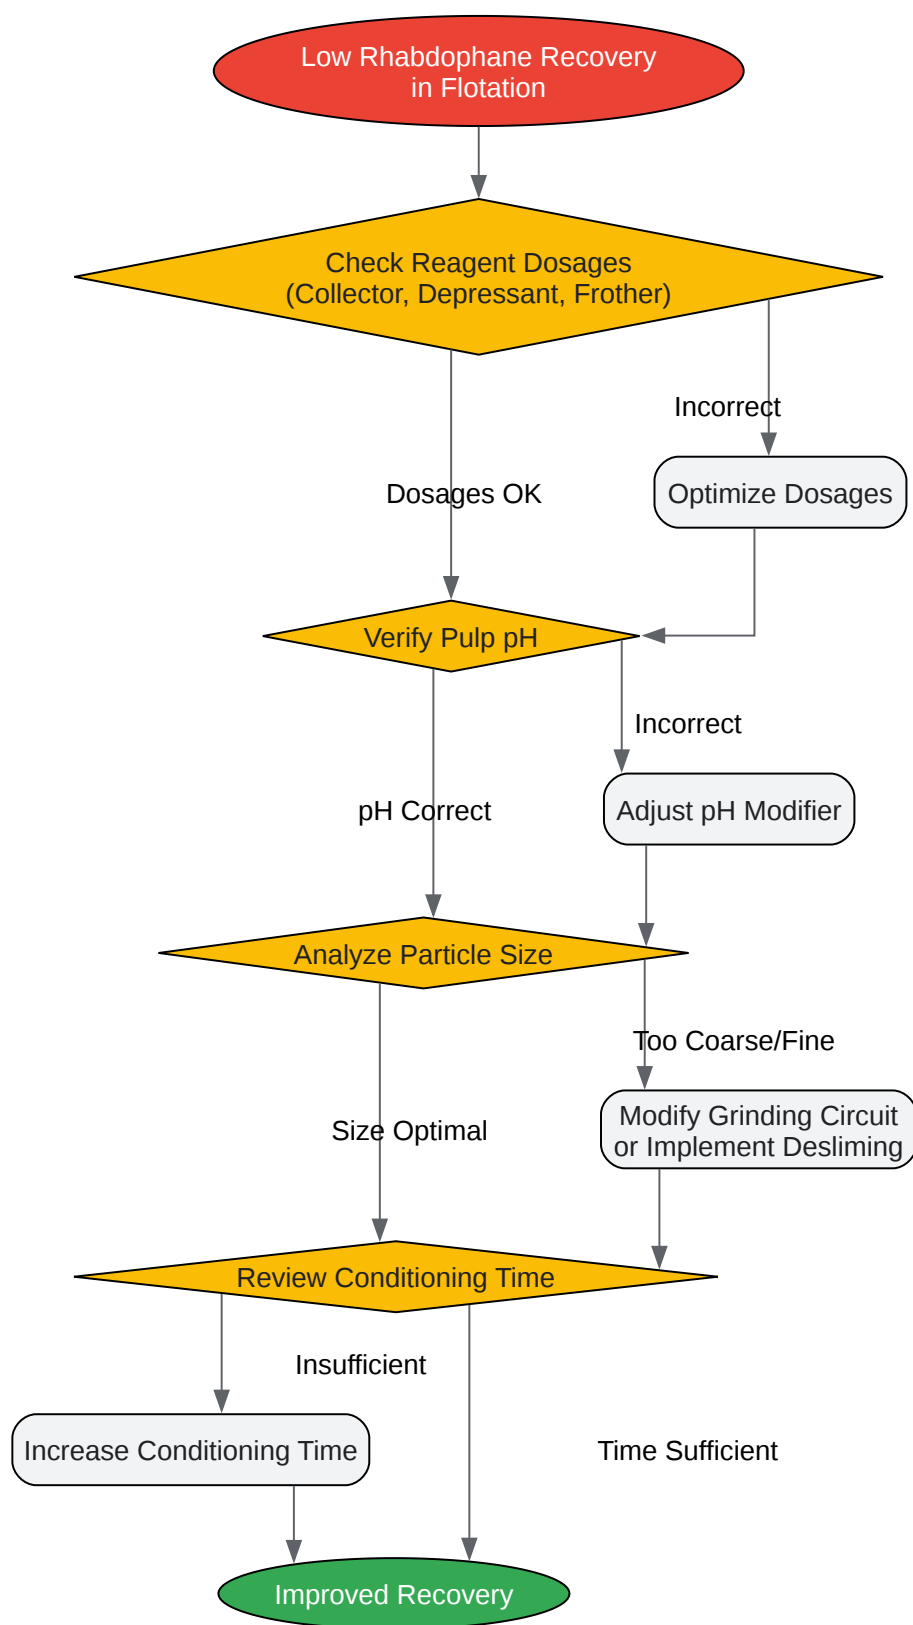 Low Rhabdophane Recovery
in Flotation
Check Reagent Dosages
(Collector, Depressant, Frother)
Incorrect
Dosages OK
Optimize Dosages
Verify Pulp pH
Incorrect
pH Correct
Adjust pH Modifier
Analyze Particle Size
Too Coarse/Fine
Size Optimal
Modify Grinding Circuit
or Implement Desliming
Review Conditioning Time
Insufficient
Increase Conditioning Time
Time Sufficient
Improved Recovery